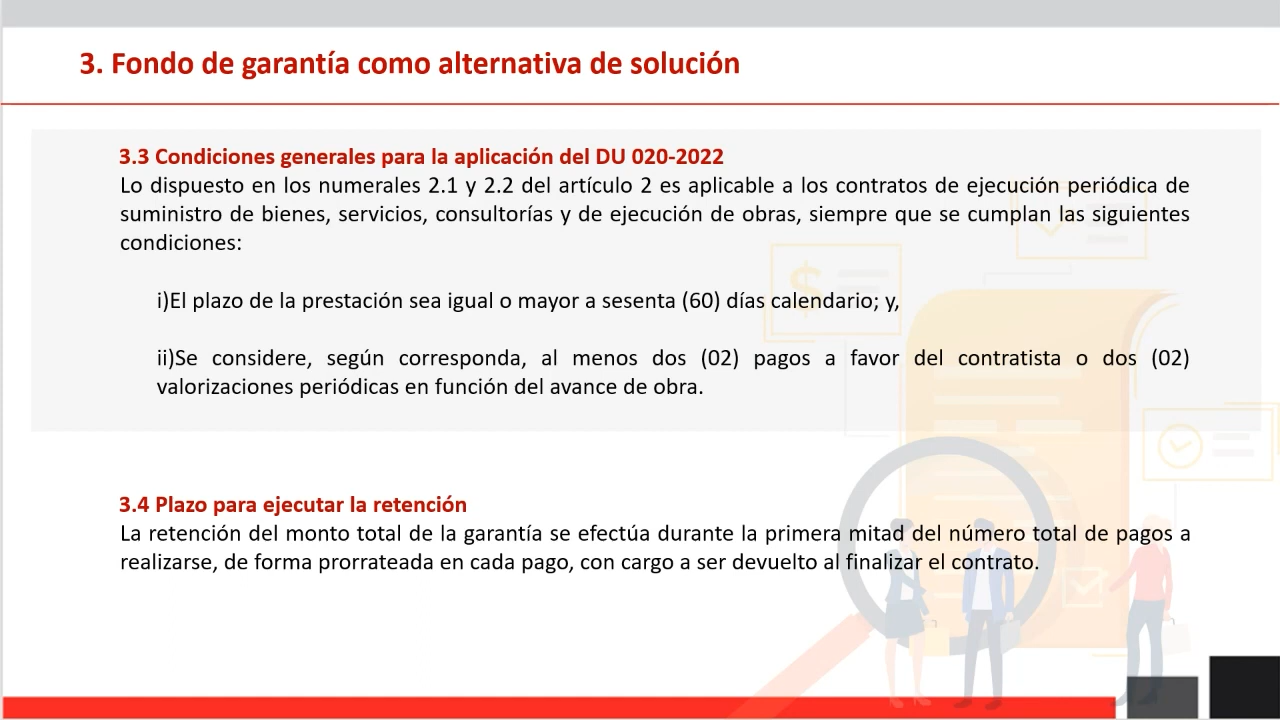 3. Fondo de garantía como alternativa de solución
3.3 Condiciones generales para la aplicación del DU 020-2022
Lo dispuesto en los numerales 2.1 y 2.2 del artículo 2 es aplicable a los contratos de ejecución periódica de
suministro de bienes, servicios, consultorías y de ejecución de obras, siempre que se cumplan las siguientes
condiciones:
i)El plazo de la prestación sea igual o mayor a sesenta (60) días calendario; y,
ii)Se considere, según corresponda, al menos dos (02) pagos a favor del contratista o dos (02)
valorizaciones periódicas en función del avance de obra.
3.4 Plazo para ejecutar la retención
La retención del monto total de la garantía se efectúa durante la primera mitad del número total de pagos a
realizarse, de forma prorrateada en cada pago, con cargo a ser devuelto al finalizar el contrato.